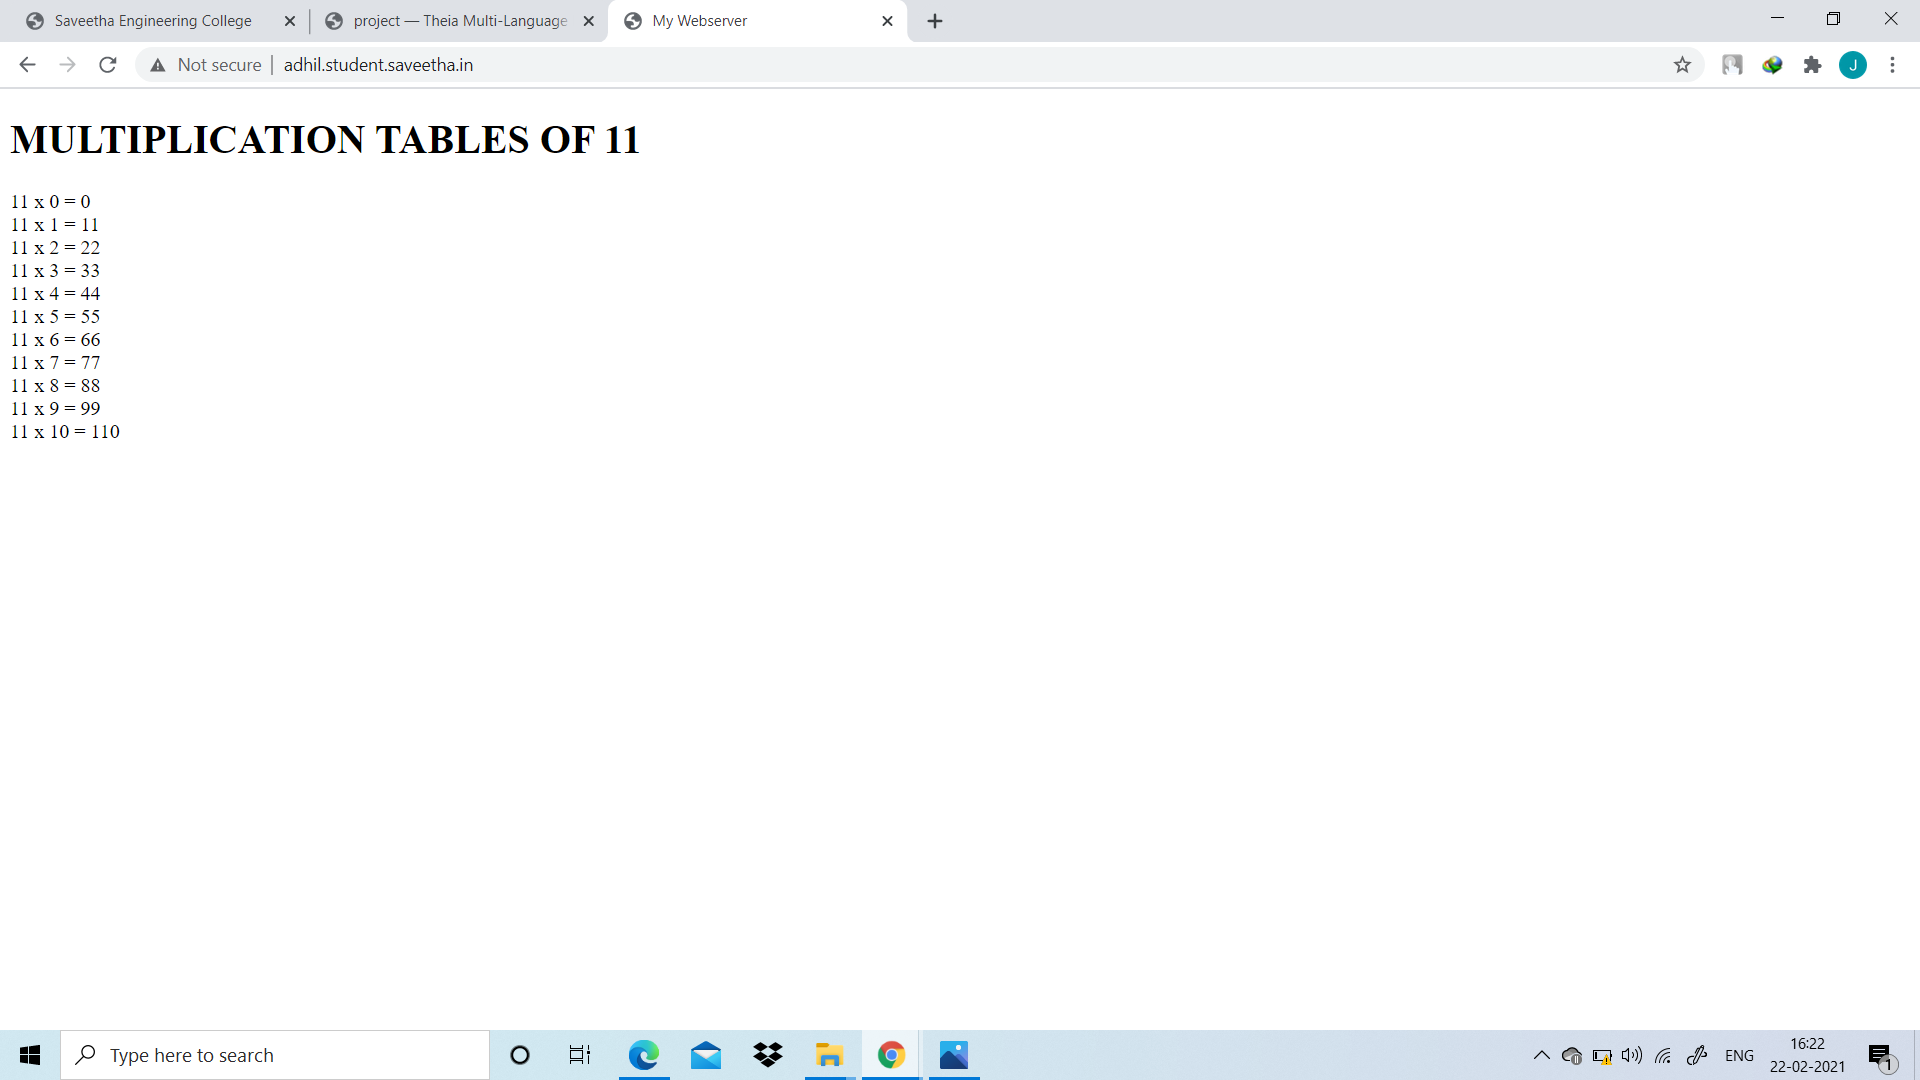 Saveetha Engineering College
project — Theia Multi-Language
My Webserver
Not secure
adhil.student.saveetha.in
J
MULTIPLICATION TABLES OF 11
11 x 0 = 0
11 x 1 = 11
11 x 2 = 22
11 x 3 = 33
11 x 4 = 44
11 x 5 = 55
11 x 6 = 66
11 x 7 = 77
11 x 8 = 88
11 x 9 = 99
11 x 10 = 110
Type here to search
ENG
16:22
22-02-2021
1